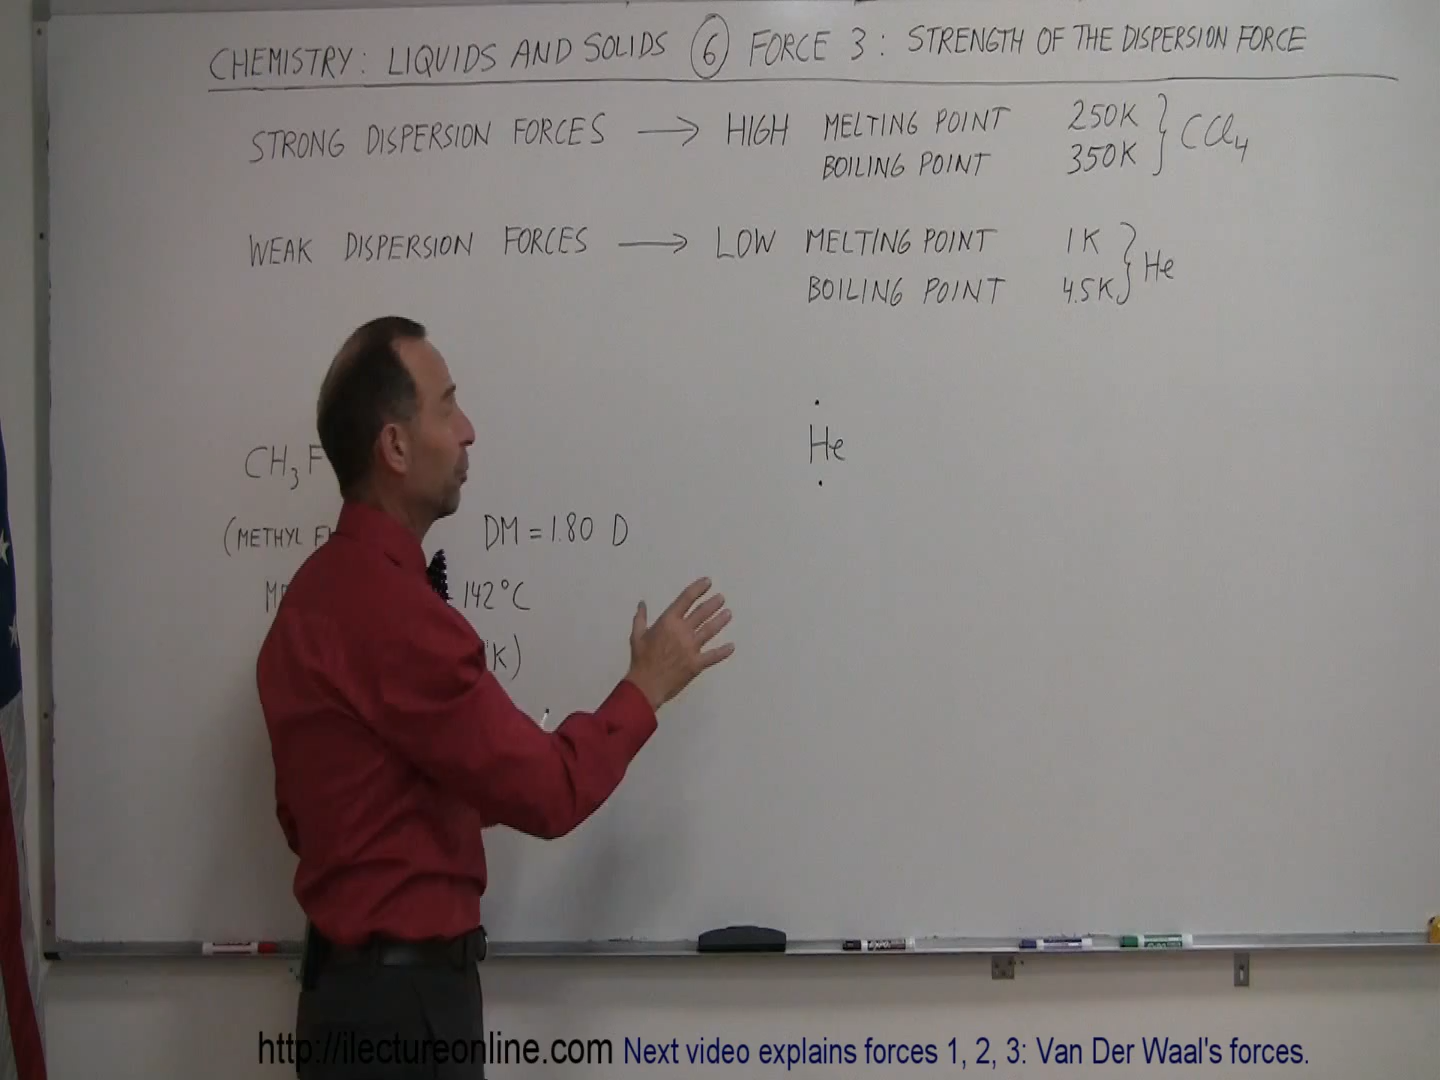 CHEMISTRY: LIQUIDS AND SOLIDS 6 FORCE 3: STRENGTH OF THE DISPERSION FORCE
STRONG DISPERSION FORCES → HIGH MELTING POINT 250K } CCl4
BOILING POINT 350K
WEAK DISPERSION FORCES → LOW MELTING POINT 1K } He
BOILING POINT 4.5K
He
CH3F
(METHYL DM = 1.80 D
142°C
K)
EXPO
http://ilectureonline.com Next video explains forces 1, 2, 3: Van Der Waal's forces.